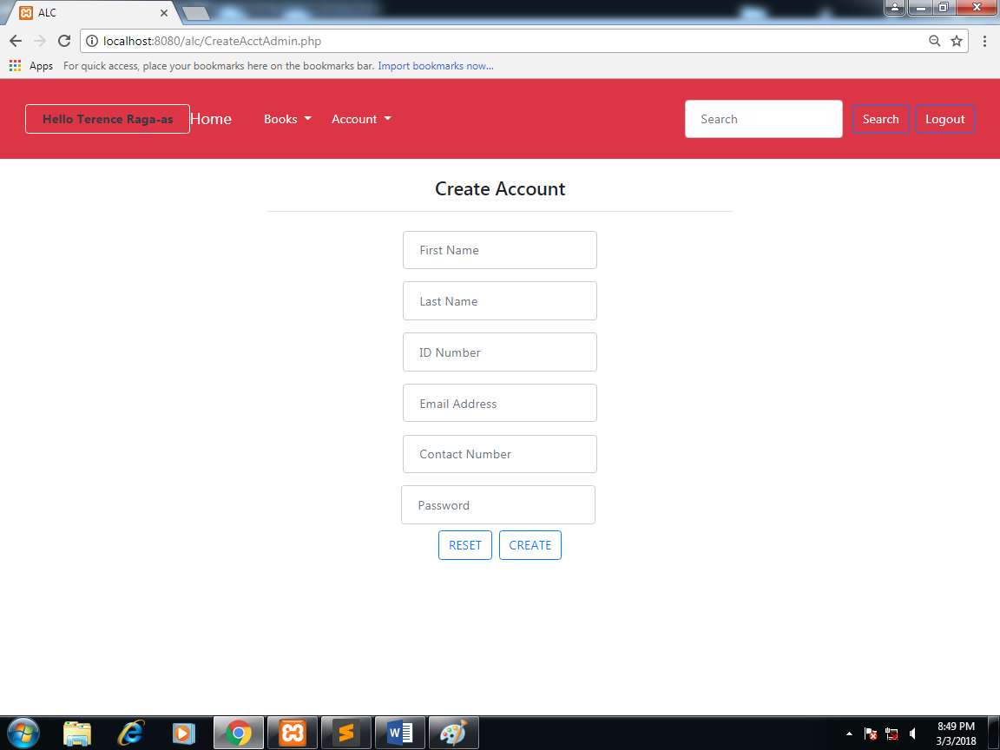 ALC
localhost:8080/alc/CreateAcctAdmin.php
Apps For quick access, place your bookmarks here on the bookmarks bar. Import bookmarks now...
Hello Terence Raga-as Home Books Account Search Search Logout
Create Account
First Name
Last Name
ID Number
Email Address
Contact Number
Password
RESET CREATE
8:49 PM
3/3/2018